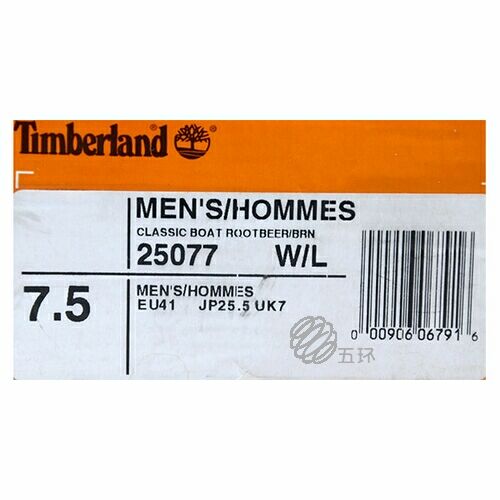 Timberland®
MEN'S/HOMMES
CLASSIC BOAT ROOTBEER/BRN
25077 W/L
7.5
MEN'S/HOMMES
EU41 JP25.5 UK7
0 00906 06791 6
五环